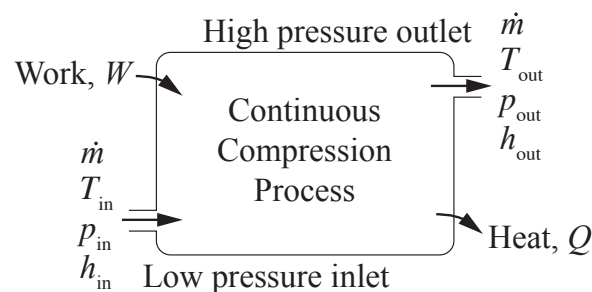 High pressure outlet
Work, W
Continuous
Compression
Process
ṁ
T_out
p_out
h_out
ṁ
T_in
p_in
h_in
Heat, Q
Low pressure inlet